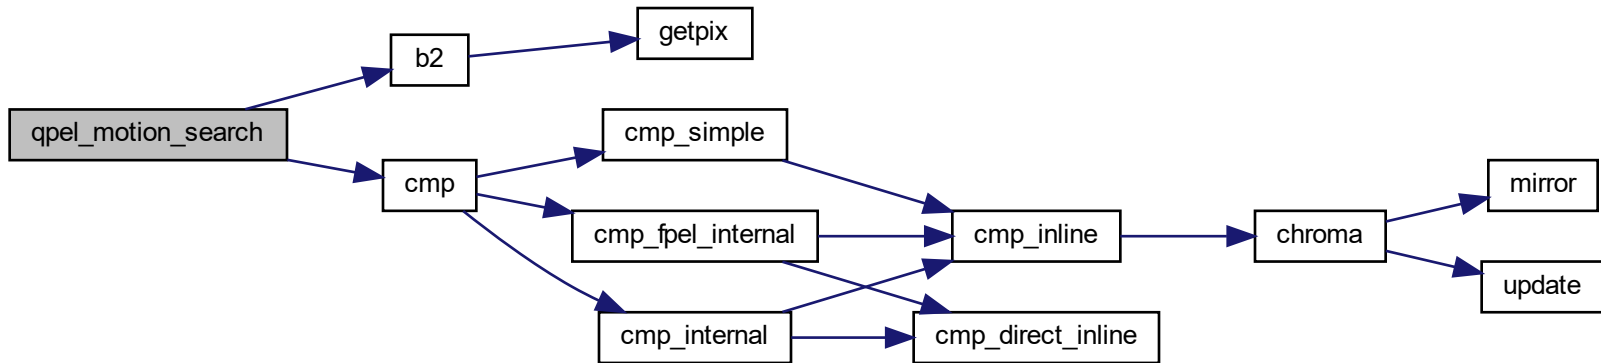 getpix
b2
qpel_motion_search
cmp_simple
cmp
mirror
cmp_fpel_internal
cmp_inline
chroma
update
cmp_internal
cmp_direct_inline